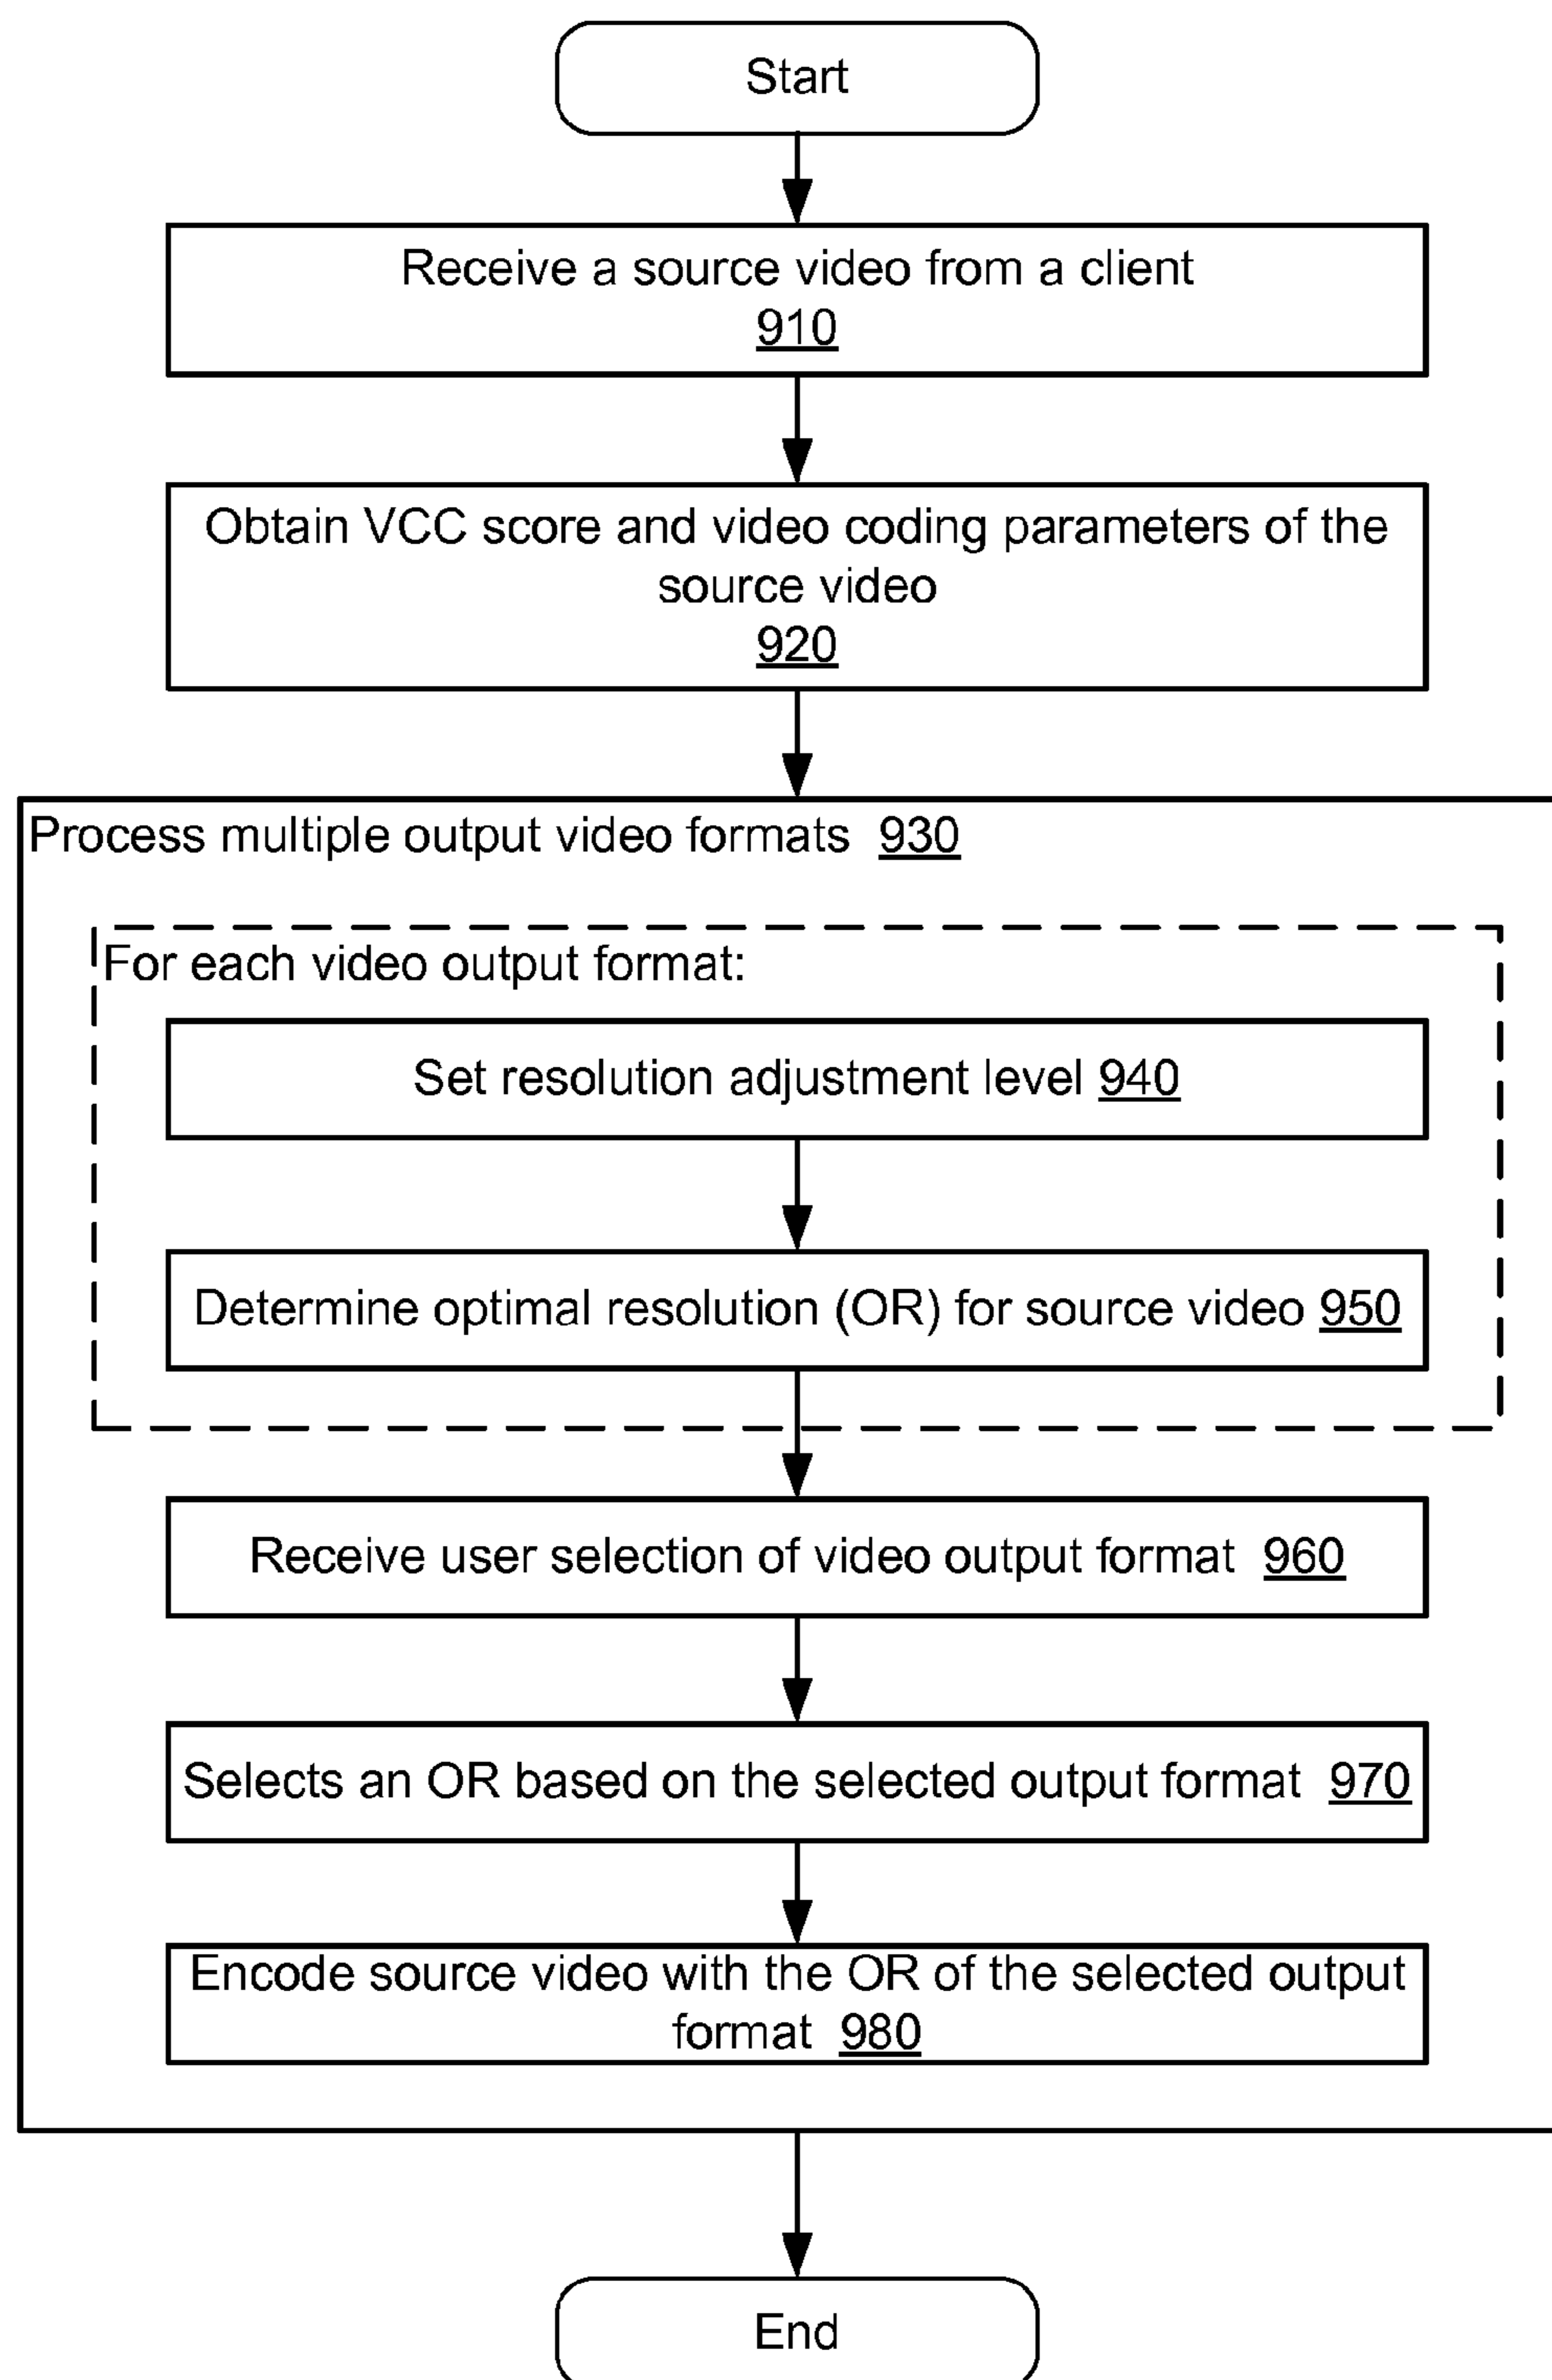 Start
Receive a source video from a client
910
Obtain VCC score and video coding parameters of the
source video
920
Process multiple output video formats 930
For each video output format:
Set resolution adjustment level 940
Determine optimal resolution (OR) for source video 950
Receive user selection of video output format 960
Selects an OR based on the selected output format 970
Encode source video with the OR of the selected output
format 980
End